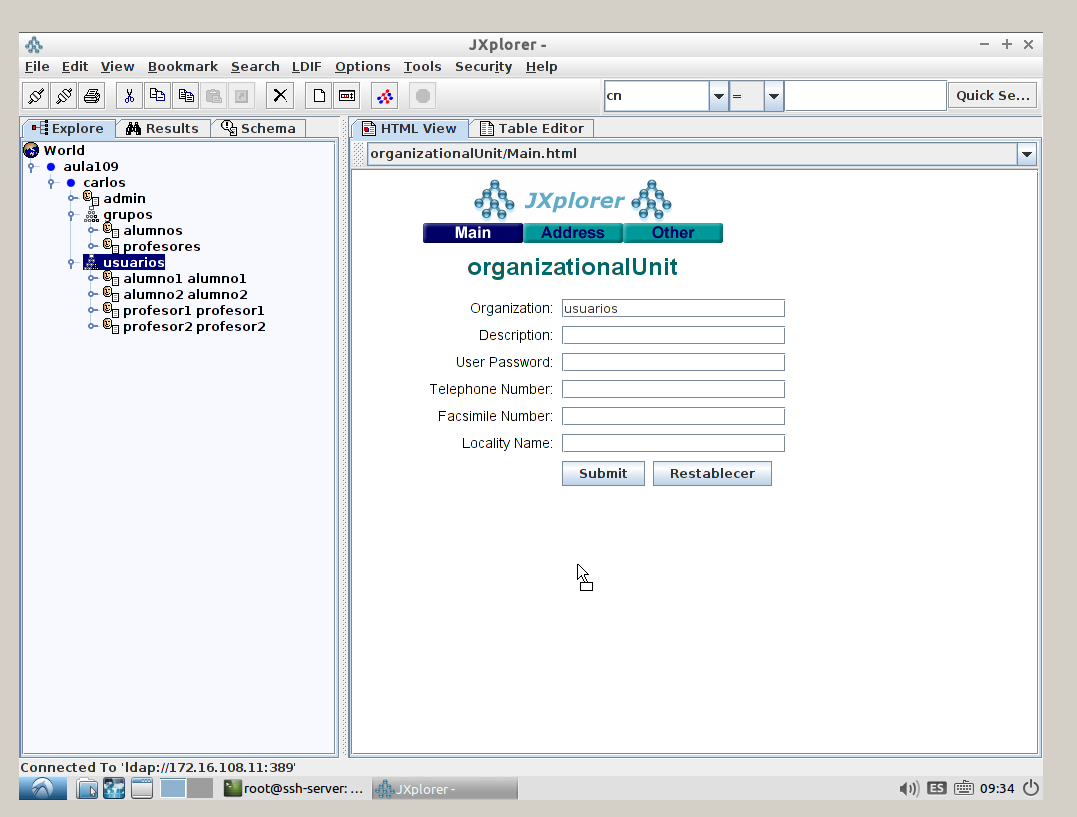 JXplorer -
File Edit View Bookmark Search LDIF Options Tools Security Help
cn = Quick Se...
Explore Results Schema
HTML View Table Editor
World
aula109
carlos
admin
grupos
alumnos
profesores
usuarios
alumno1 alumno1
alumno2 alumno2
profesor1 profesor1
profesor2 profesor2
organizationalUnit/Main.html
JXplorer
Main Address Other
organizationalUnit
Organization: usuarios
Description:
User Password:
Telephone Number:
Facsimile Number:
Locality Name:
Submit Restablecer
Connected To 'ldap://172.16.108.11:389'
root@ssh-server: ... JXplorer - ES 09:34